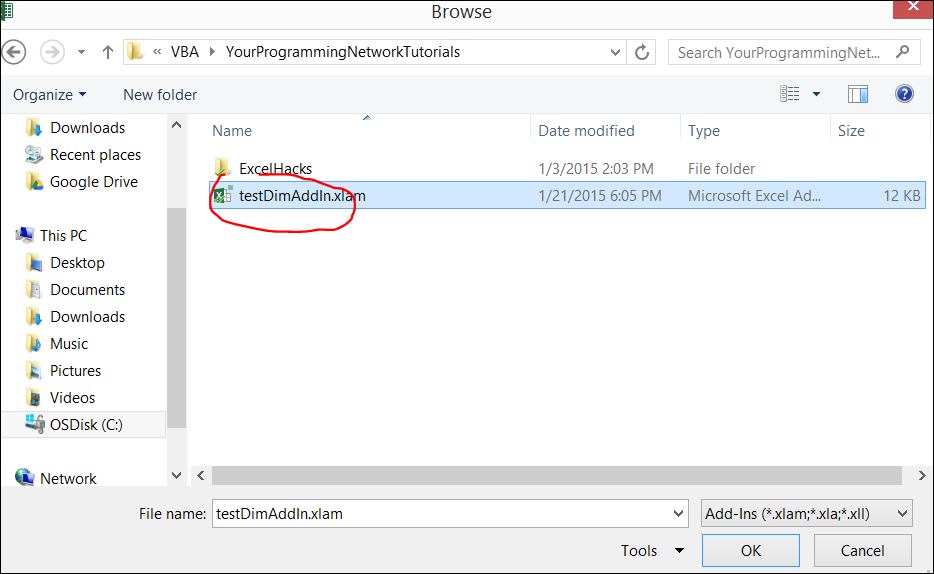 Browse
« VBA YourProgrammingNetworkTutorials Search YourProgrammingNet...
Organize New folder
Name Date modified Type Size
Downloads
Recent places
Google Drive
This PC
Desktop
Documents
Downloads
Music
Pictures
Videos
OSDisk (C:)
Network
ExcelHacks 1/3/2015 2:03 PM File folder
testDimAddIn.xlam 1/21/2015 6:05 PM Microsoft Excel Ad... 12 KB
File name: testDimAddIn.xlam Add-Ins (*.xlam;*.xla;*.xll)
Tools OK Cancel